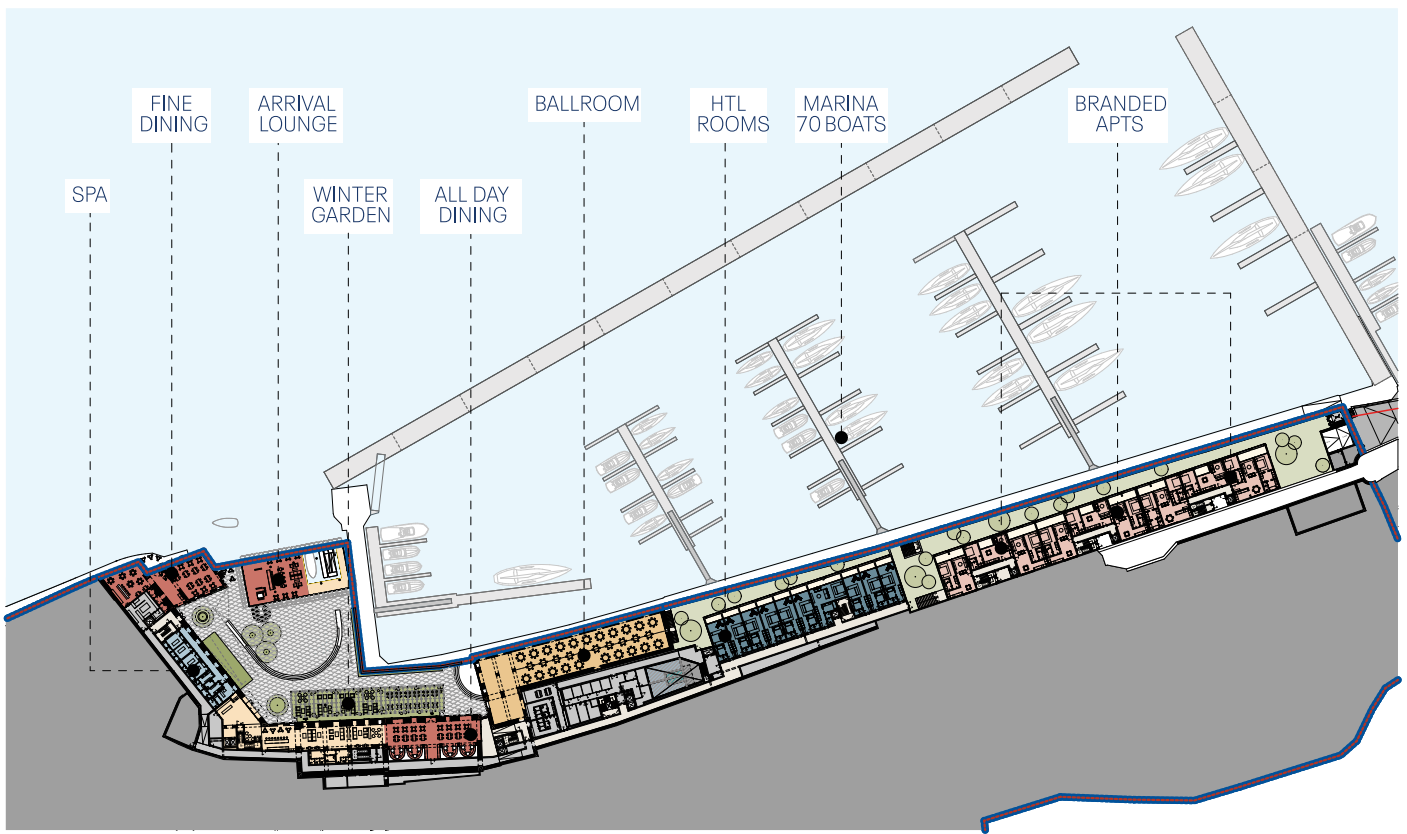 FINE
DINING
ARRIVAL
LOUNGE
BALLROOM
HTL
ROOMS
MARINA
70 BOATS
BRANDED
APTS
SPA
WINTER
GARDEN
ALL DAY
DINING